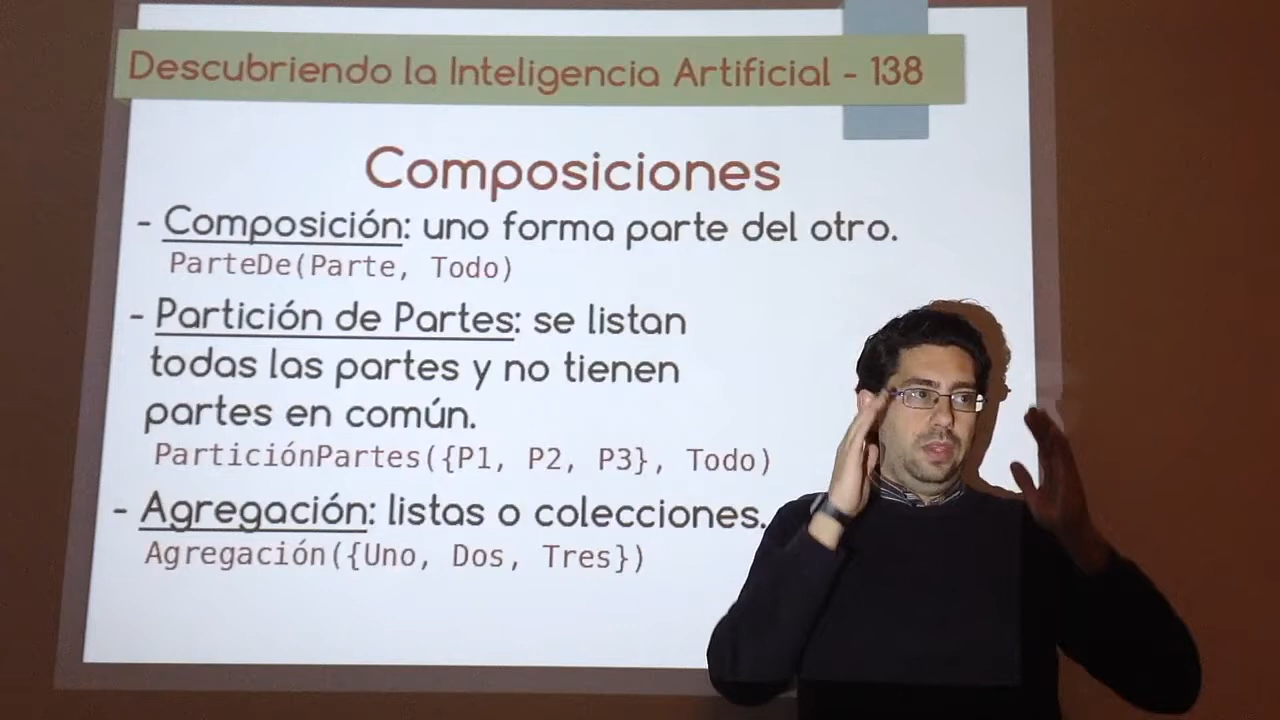 Descubriendo la Inteligencia Artificial - 138
Composiciones
- Composición: uno forma parte del otro.
ParteDe(Parte, Todo)
- Partición de Partes: se listan
todas las partes y no tienen
partes en común.
ParticiónPartes({P1, P2, P3}, Todo)
- Agregación: listas o colecciones.
Agregación({Uno, Dos, Tres})